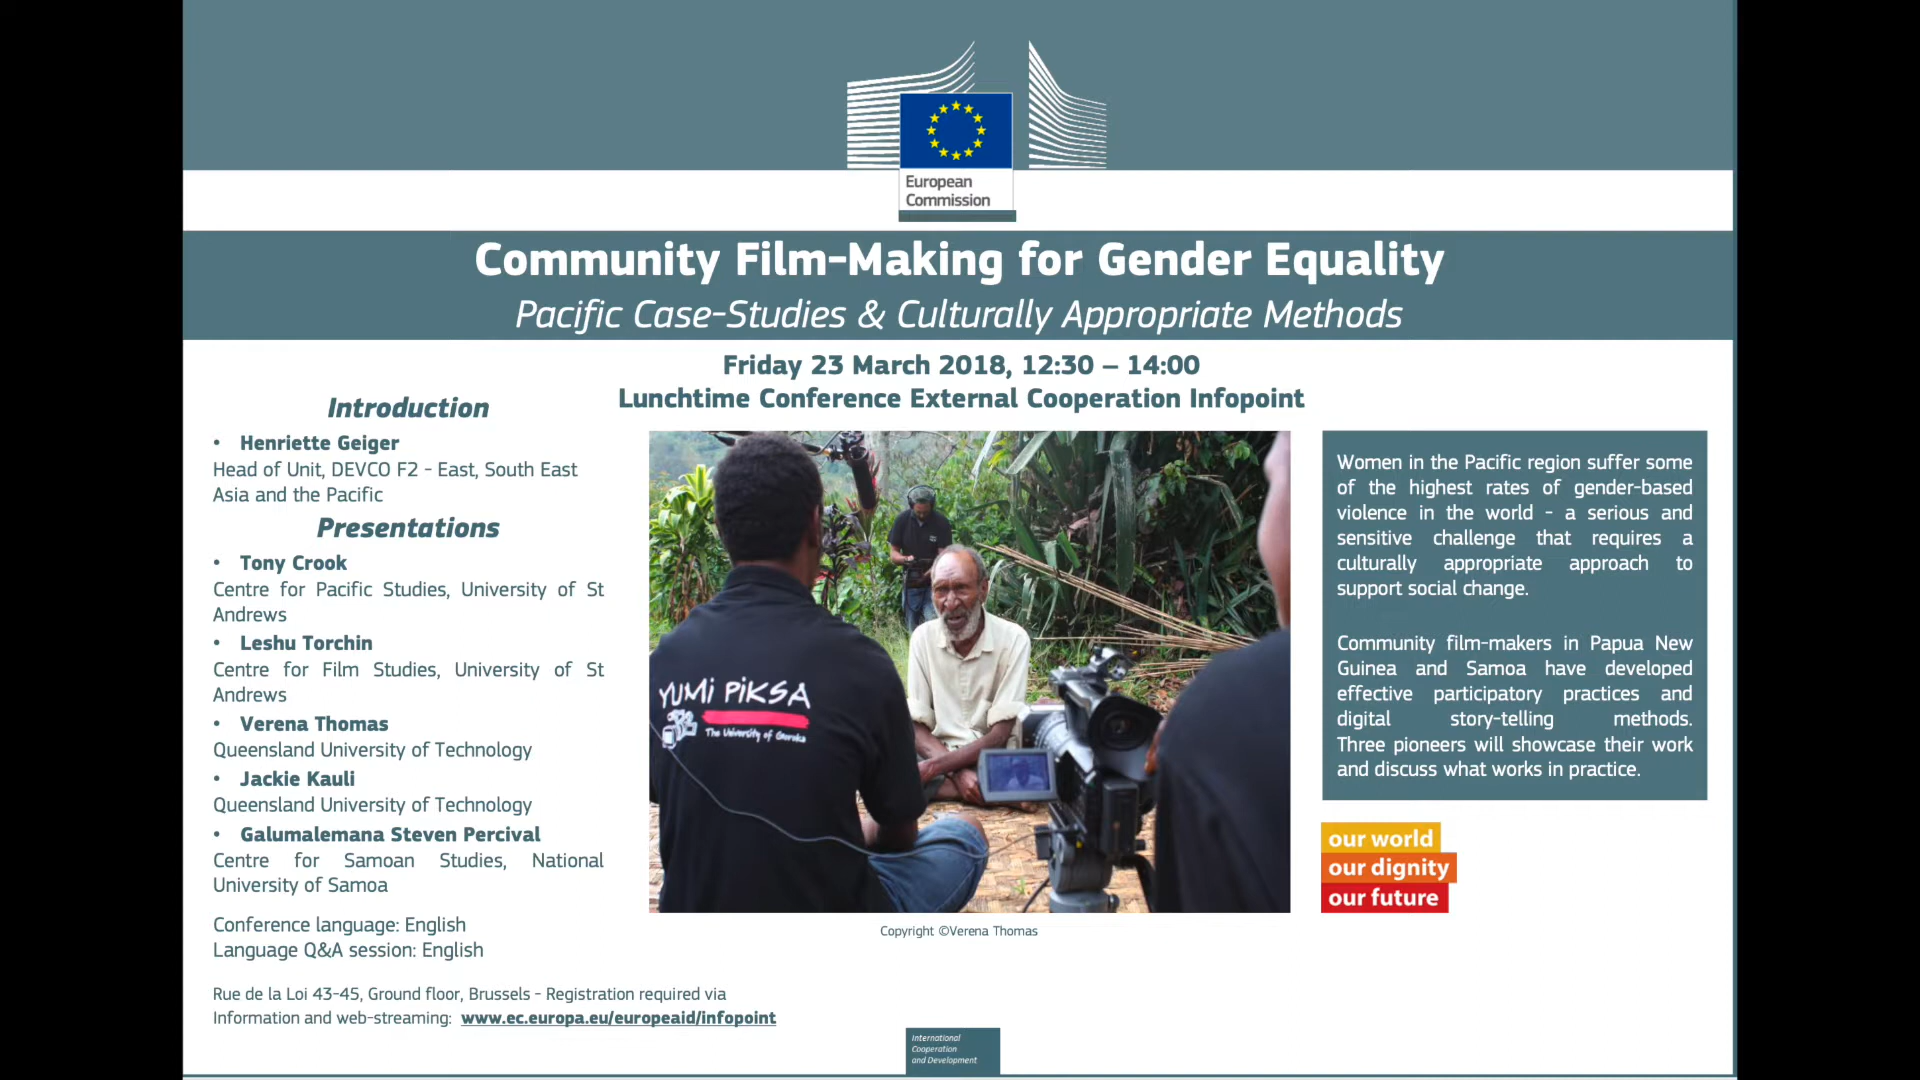 European
Commission
Community Film-Making for Gender Equality
Pacific Case-Studies & Culturally Appropriate Methods
Friday 23 March 2018, 12:30 – 14:00
Lunchtime Conference External Cooperation Infopoint
Introduction
• Henriette Geiger
Head of Unit, DEVCO F2 - East, South East
Asia and the Pacific
Presentations
• Tony Crook
Centre for Pacific Studies, University of St
Andrews
• Leshu Torchin
Centre for Film Studies, University of St
Andrews
• Verena Thomas
Queensland University of Technology
• Jackie Kauli
Queensland University of Technology
• Galumalemana Steven Percival
Centre for Samoan Studies, National
University of Samoa
Conference language: English
Language Q&A session: English
Rue de la Loi 43-45, Ground floor, Brussels - Registration required via
Information and web-streaming: www.ec.europa.eu/europeaid/infopoint
YUMi PiKSA
The University of Goroka
Copyright ©Verena Thomas
Women in the Pacific region suffer some
of the highest rates of gender-based
violence in the world - a serious and
sensitive challenge that requires a
culturally appropriate approach to
support social change.
Community film-makers in Papua New
Guinea and Samoa have developed
effective participatory practices and
digital story-telling methods.
Three pioneers will showcase their work
and discuss what works in practice.
our world
our dignity
our future
International
Cooperation
and Development